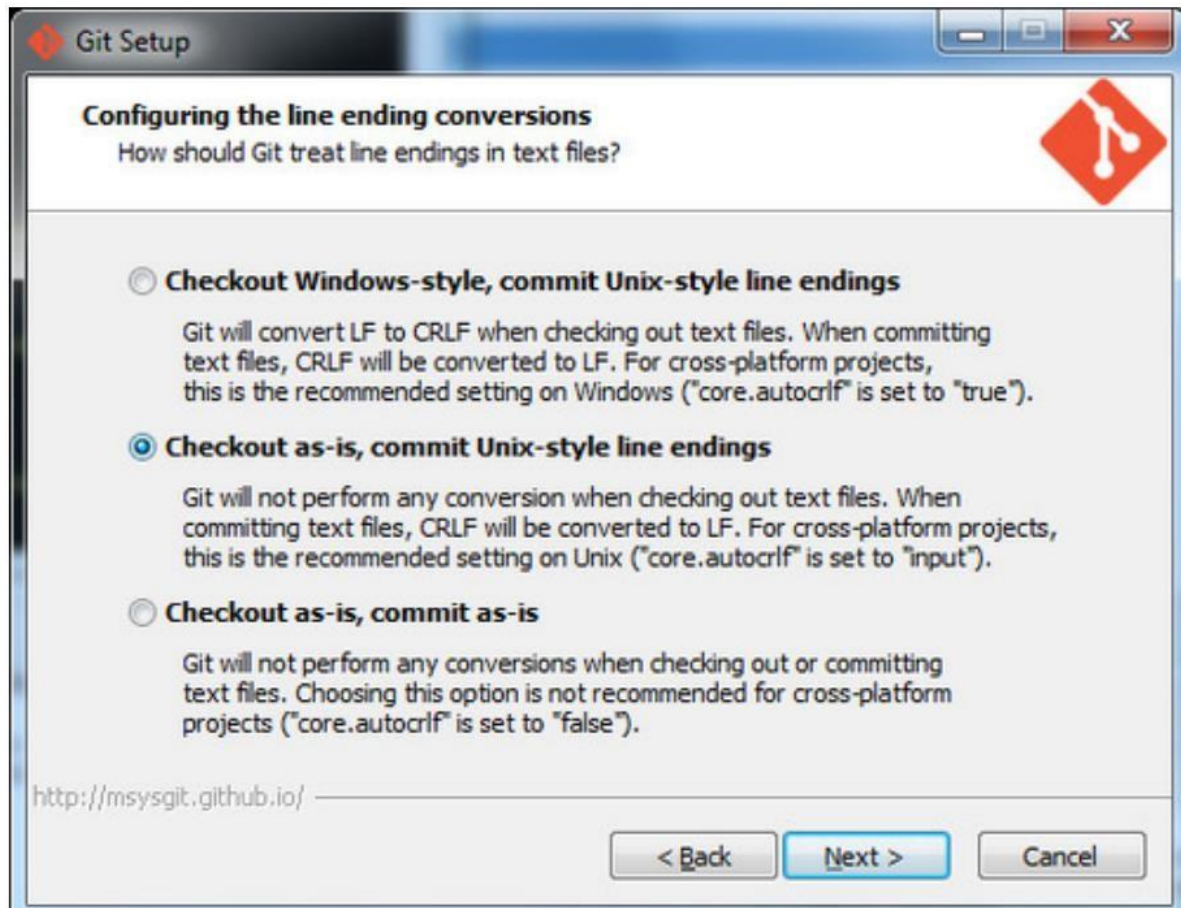 Git Setup
Configuring the line ending conversions
How should Git treat line endings in text files?
Checkout Windows-style, commit Unix-style line endings
Git will convert LF to CRLF when checking out text files. When committing
text files, CRLF will be converted to LF. For cross-platform projects,
this is the recommended setting on Windows ("core.autocrlf" is set to "true").
Checkout as-is, commit Unix-style line endings
Git will not perform any conversion when checking out text files. When
committing text files, CRLF will be converted to LF. For cross-platform projects,
this is the recommended setting on Unix ("core.autocrlf" is set to "input").
Checkout as-is, commit as-is
Git will not perform any conversions when checking out or committing
text files. Choosing this option is not recommended for cross-platform
projects ("core.autocrlf" is set to "false").
http://msysgit.github.io/
< Back
Next >
Cancel